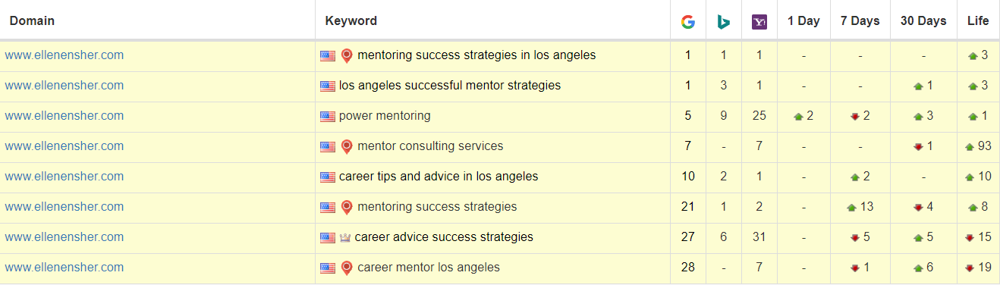 Domain Keyword 1 Day 7 Days 30 Days Life
www.ellenensher.com mentoring success strategies in los angeles 1 1 1 - - - 3
www.ellenensher.com los angeles successful mentor strategies 1 3 1 - - 1 3
www.ellenensher.com power mentoring 5 9 25 2 2 3 1
www.ellenensher.com mentor consulting services 7 - 7 - - 1 93
www.ellenensher.com career tips and advice in los angeles 10 2 1 - 2 - 10
www.ellenensher.com mentoring success strategies 21 1 2 - 13 4 8
www.ellenensher.com career advice success strategies 27 6 31 - 5 5 15
www.ellenensher.com career mentor los angeles 28 - 7 - 1 6 19